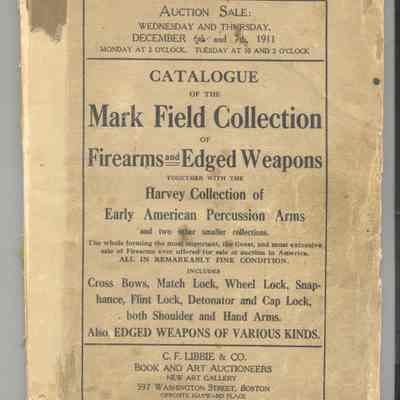 AUCTION SALE:
WEDNESDAY AND THURSDAY,
DECEMBER 6th and 7th, 1911
MONDAY AT 2 O'CLOCK, TUESDAY AT 10 AND 2 O'CLOCK
CATALOGUE
OF THE
Mark Field Collection
OF
Firearms and Edged Weapons
TOGETHER WITH THE
Harvey Collection of
Early American Percussion Arms
and two other smaller collections.
The whole forming the most important, the finest, and most extensive
sale of Firearms ever offered for sale at auction in America.
ALL IN REMARKABLY FINE CONDITION.
INCLUDES
Cross Bows, Match Lock, Wheel Lock, Snap-
hance, Flint Lock, Detonator and Cap Lock,
both Shoulder and Hand Arms.
Also EDGED WEAPONS OF VARIOUS KINDS.
C. F. LIBBIE & CO.
BOOK AND ART AUCTIONEERS
NEW ART GALLERY
597 WASHINGTON STREET, BOSTON
OPPOSITE HAYWARD PLACE